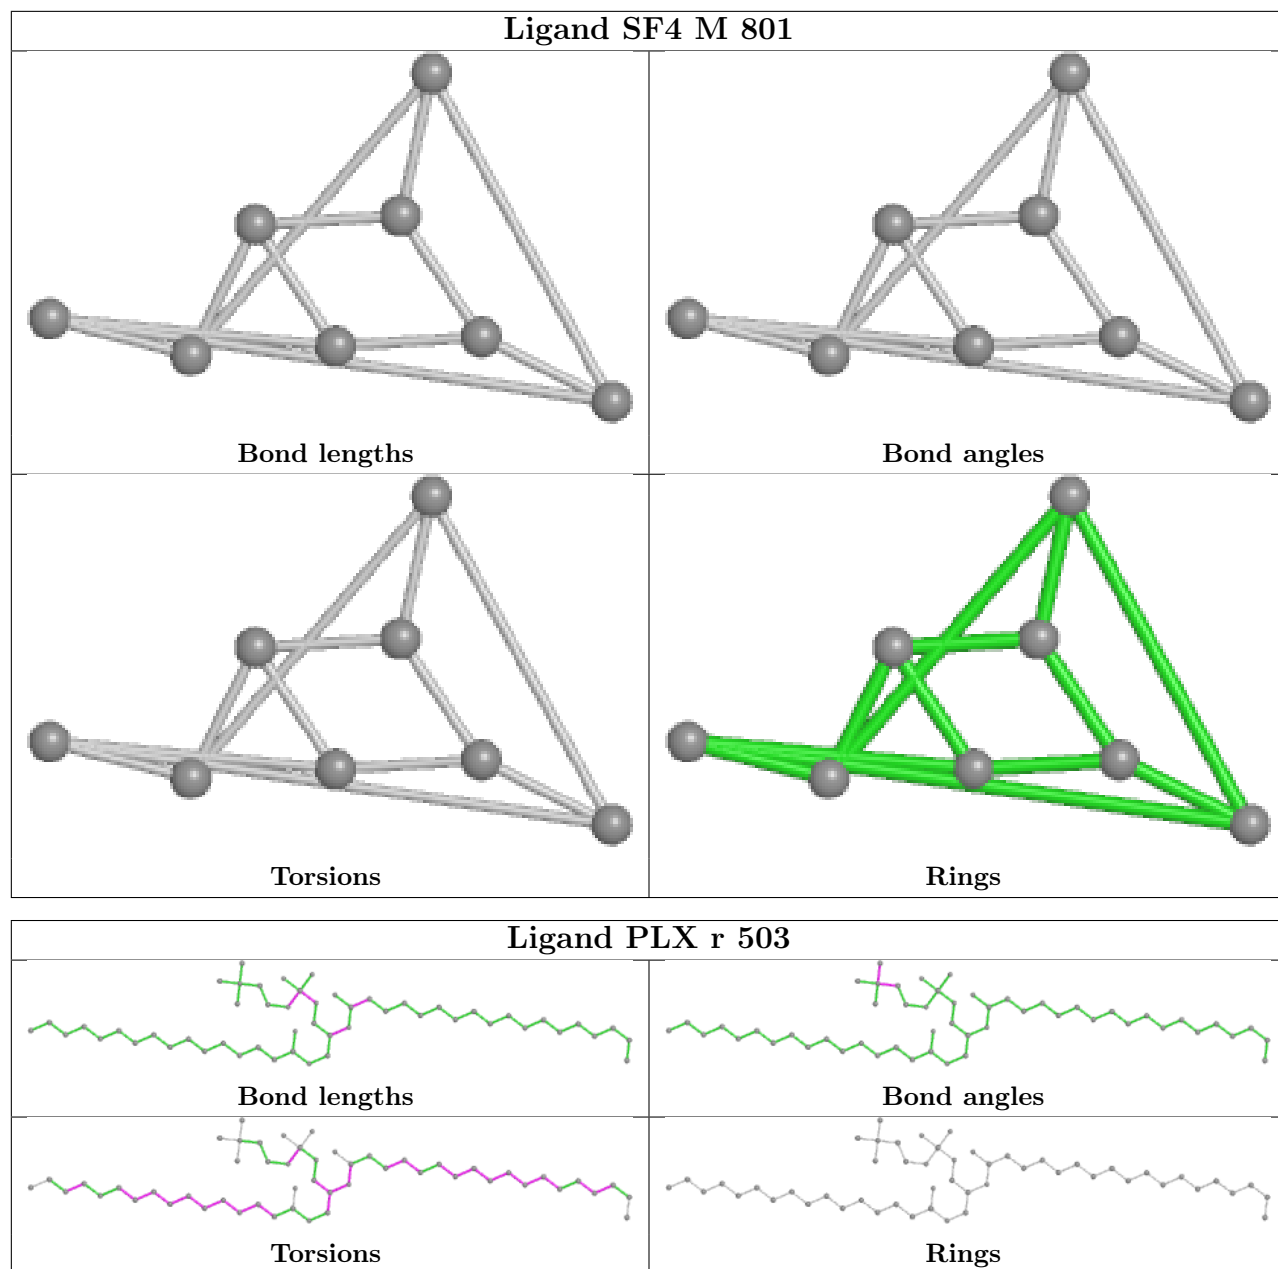 Ligand SF4 M 801
Bond lengths
Bond angles
Torsions
Rings
Ligand PLX r 503
Bond lengths
Bond angles
Torsions
Rings